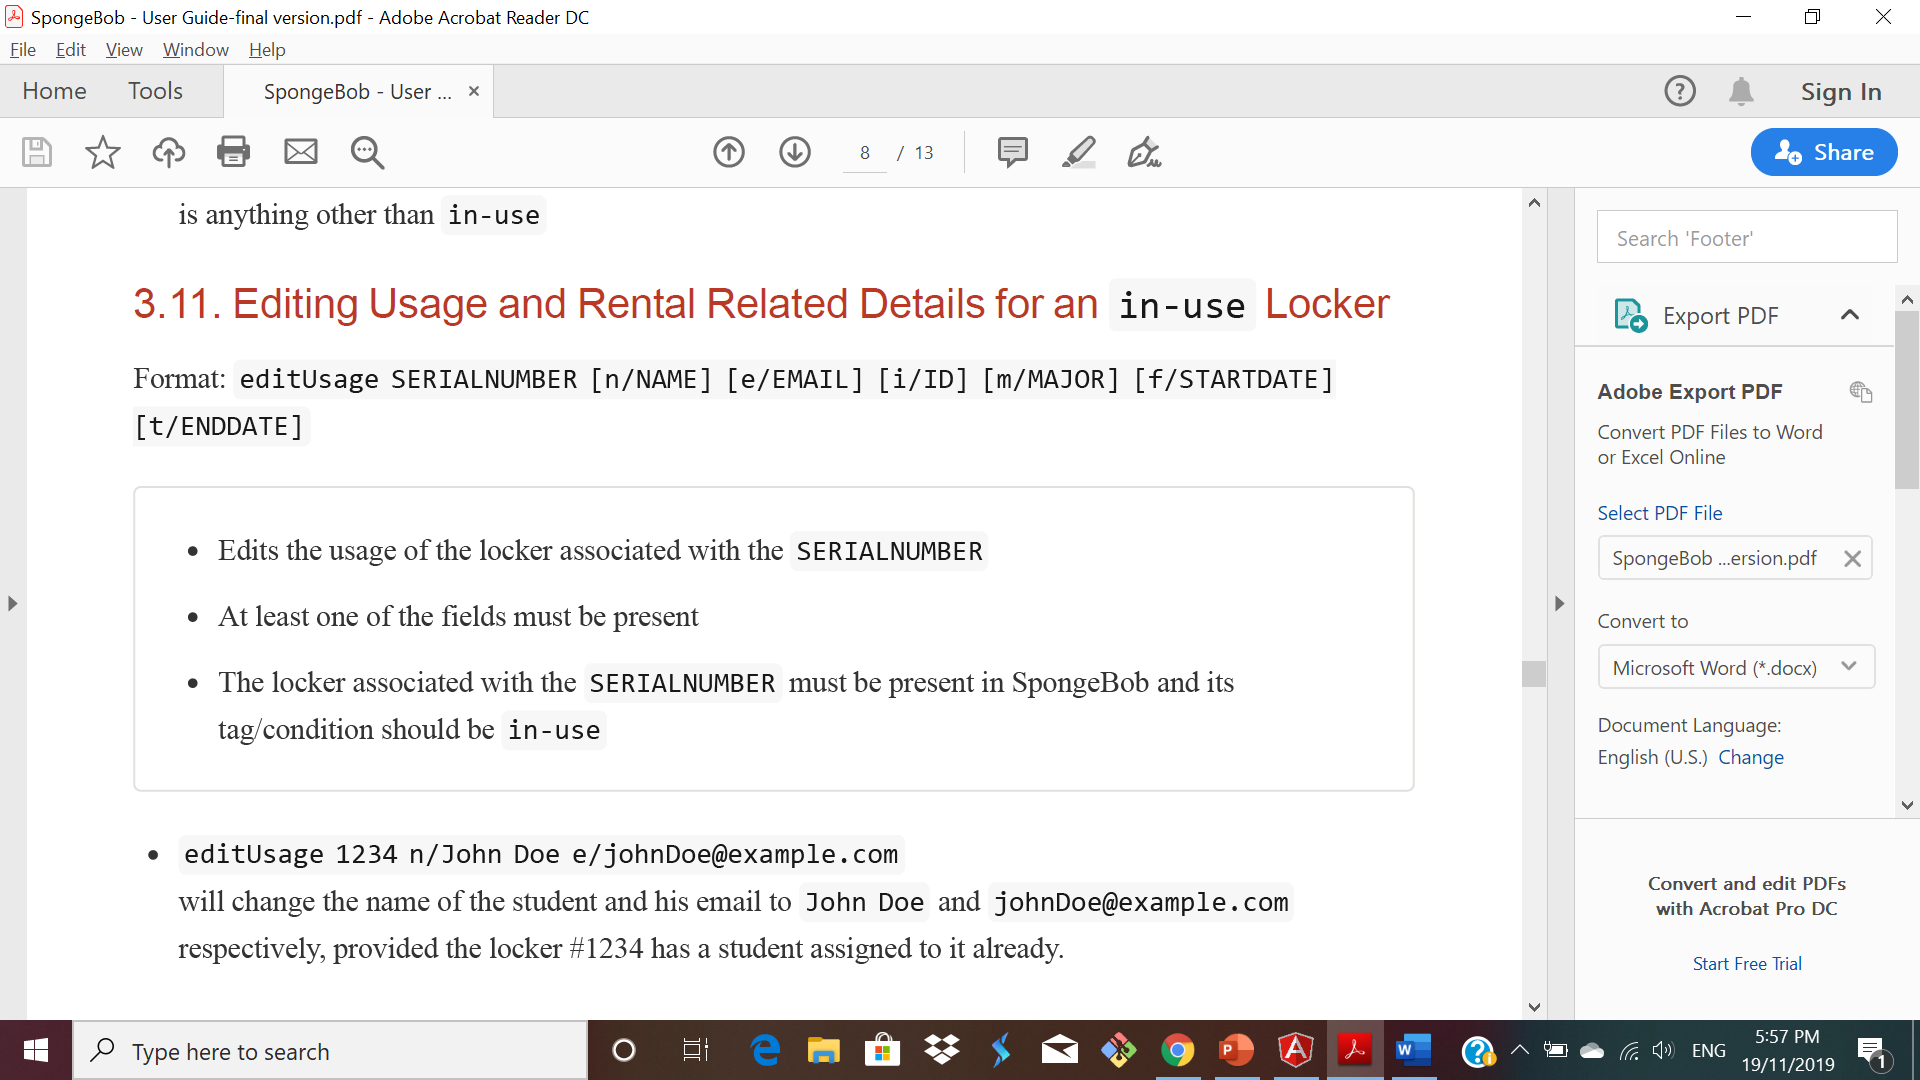 SpongeBob - User Guide-final version.pdf - Adobe Acrobat Reader DC
File Edit View Window Help
Home Tools SpongeBob - User ... × Sign In
8 / 13 Share
is anything other than in-use
3.11. Editing Usage and Rental Related Details for an in-use Locker
Format: editUsage SERIALNUMBER [n/NAME] [e/EMAIL] [i/ID] [m/MAJOR] [f/STARTDATE]
[t/ENDDATE]
• Edits the usage of the locker associated with the SERIALNUMBER
• At least one of the fields must be present
• The locker associated with the SERIALNUMBER must be present in SpongeBob and its
tag/condition should be in-use
• editUsage 1234 n/John Doe e/johnDoe@example.com
will change the name of the student and his email to John Doe and johnDoe@example.com
respectively, provided the locker #1234 has a student assigned to it already.
Search 'Footer'
Export PDF
Adobe Export PDF
Convert PDF Files to Word
or Excel Online
Select PDF File
SpongeBob ...ersion.pdf
Convert to
Microsoft Word (*.docx)
Document Language:
English (U.S.) Change
Convert and edit PDFs
with Acrobat Pro DC
Start Free Trial
Type here to search
ENG
5:57 PM
19/11/2019
1